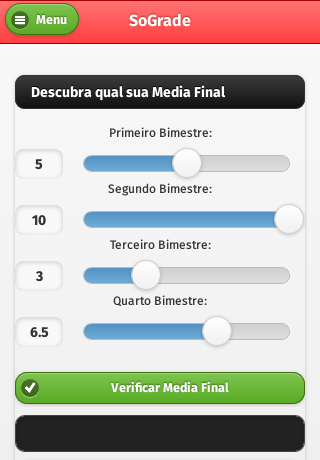 Menu
SoGrade
Descubra qual sua Media Final
Primeiro Bimestre:
5
Segundo Bimestre:
10
Terceiro Bimestre:
3
Quarto Bimestre:
6.5
Verificar Media Final